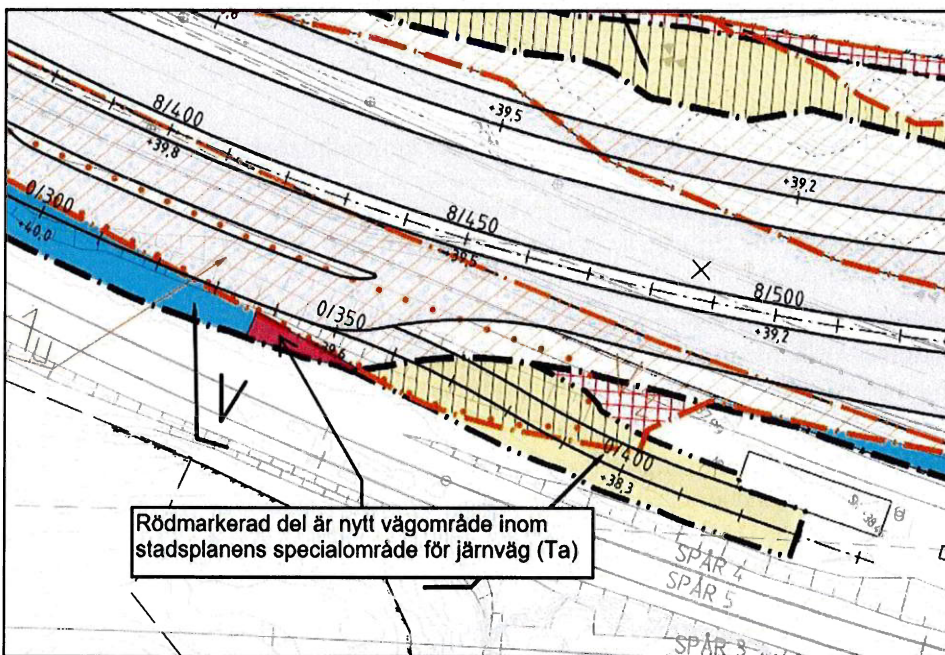 +39,5
8/400
+39,8
+39,2
0/300
+40,0
8/450
+39,5
8/500
0/350
+39,2
39,6
V
0/400
+38,3
Rödmarkerad del är nytt vägområde inom
stadsplanens specialområde för järnväg (Ta)
SPÅR 4
SPÅR 5
SPÅR 3